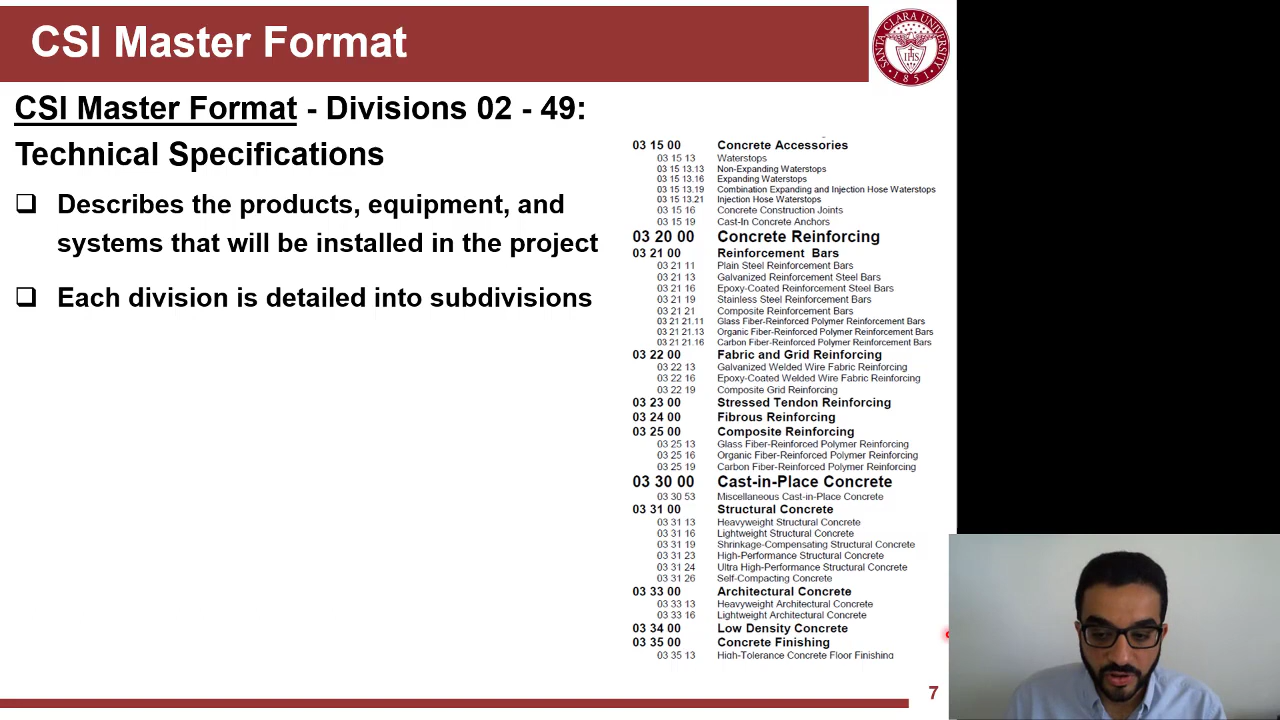 CSI Master Format
SANTA CLARA UNIVERSITY
IHS
1851
CSI Master Format - Divisions 02 - 49:
Technical Specifications
Describes the products, equipment, and
systems that will be installed in the project
Each division is detailed into subdivisions
03 15 00 Concrete Accessories
03 15 13 Waterstops
03 15 13.13 Non-Expanding Waterstops
03 15 13.16 Expanding Waterstops
03 15 13.19 Combination Expanding and Injection Hose Waterstops
03 15 13.21 Injection Hose Waterstops
03 15 16 Concrete Construction Joints
03 15 19 Cast-In Concrete Anchors
03 20 00 Concrete Reinforcing
03 21 00 Reinforcement Bars
03 21 11 Plain Steel Reinforcement Bars
03 21 13 Galvanized Reinforcement Steel Bars
03 21 16 Epoxy-Coated Reinforcement Steel Bars
03 21 19 Stainless Steel Reinforcement Bars
03 21 21 Composite Reinforcement Bars
03 21 21.11 Glass Fiber-Reinforced Polymer Reinforcement Bars
03 21 21.13 Organic Fiber-Reinforced Polymer Reinforcement Bars
03 21 21.16 Carbon Fiber-Reinforced Polymer Reinforcement Bars
03 22 00 Fabric and Grid Reinforcing
03 22 13 Galvanized Welded Wire Fabric Reinforcing
03 22 16 Epoxy-Coated Welded Wire Fabric Reinforcing
03 22 19 Composite Grid Reinforcing
03 23 00 Stressed Tendon Reinforcing
03 24 00 Fibrous Reinforcing
03 25 00 Composite Reinforcing
03 25 13 Glass Fiber-Reinforced Polymer Reinforcing
03 25 16 Organic Fiber-Reinforced Polymer Reinforcing
03 25 19 Carbon Fiber-Reinforced Polymer Reinforcing
03 30 00 Cast-in-Place Concrete
03 30 53 Miscellaneous Cast-in-Place Concrete
03 31 00 Structural Concrete
03 31 13 Heavyweight Structural Concrete
03 31 16 Lightweight Structural Concrete
03 31 19 Shrinkage-Compensating Structural Concrete
03 31 23 High-Performance Structural Concrete
03 31 24 Ultra High-Performance Structural Concrete
03 31 26 Self-Compacting Concrete
03 33 00 Architectural Concrete
03 33 13 Heavyweight Architectural Concrete
03 33 16 Lightweight Architectural Concrete
03 34 00 Low Density Concrete
03 35 00 Concrete Finishing
03 35 13 High-Tolerance Concrete Floor Finishing
7